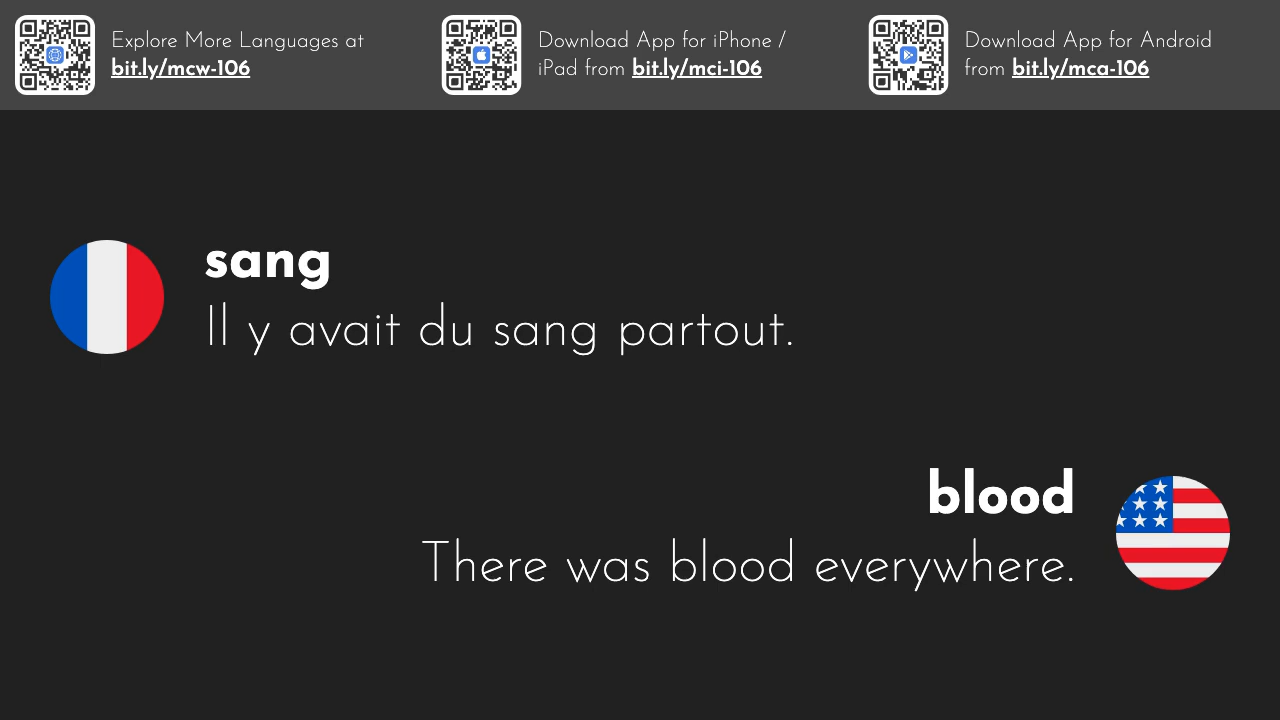 Explore More Languages at
bit.ly/mcw-106
Download App for iPhone /
iPad from bit.ly/mci-106
Download App for Android
from bit.ly/mca-106
sang
Il y avait du sang partout.
blood
There was blood everywhere.